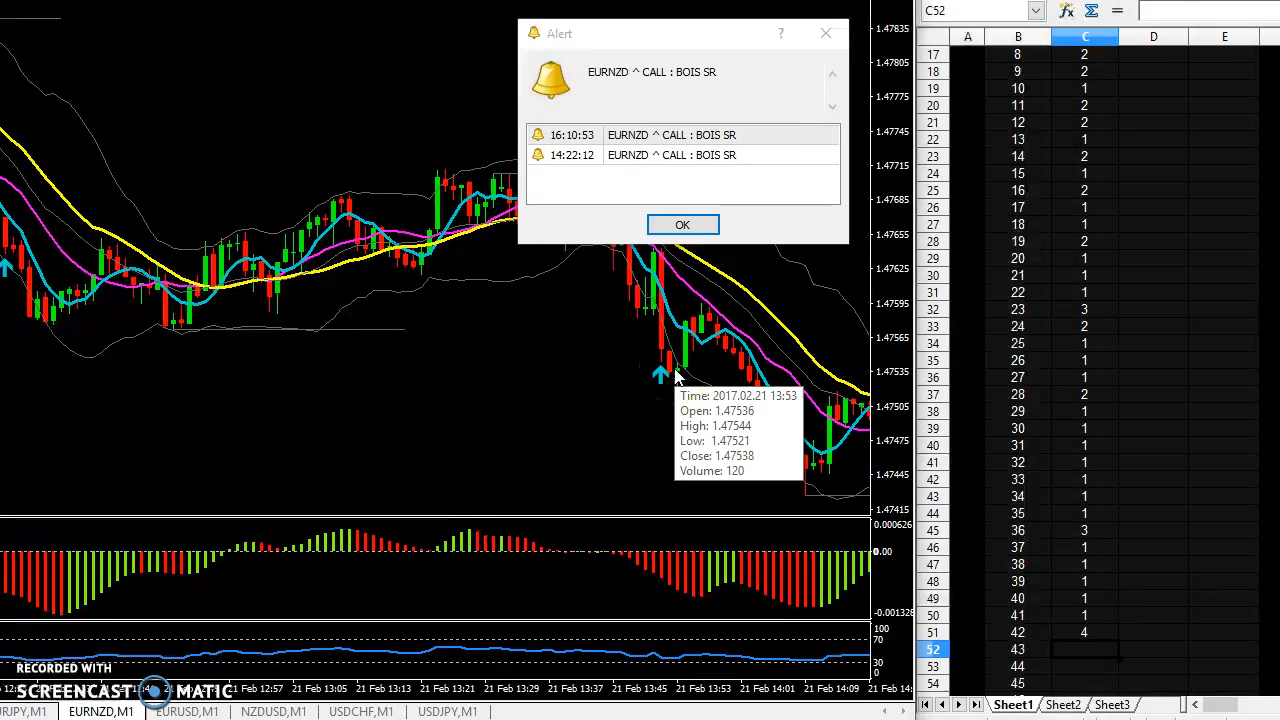 Alert
?
EURNZD ^ CALL : BOIS SR
16:10:53 EURNZD ^ CALL : BOIS SR
14:22:12 EURNZD ^ CALL : BOIS SR
OK
1.47835
1.47805
1.47775
1.47745
1.47715
1.47685
1.47655
1.47625
1.47595
1.47565
1.47535
1.47505
1.47475
1.47445
1.47415
Time: 2017.02.21 13:53
Open: 1.47536
High: 1.47544
Low: 1.47521
Close: 1.47538
Volume: 120
0.000626
0.00
-0.001328
100
70
30
0
RECORDED WITH
SCREENCAST MATIC
21 Feb 12:57 21 Feb 13:05 21 Feb 13:13 21 Feb 13:21 21 Feb 13:29 21 Feb 13:37 21 Feb 13:45 21 Feb 13:53 21 Feb 14:01 21 Feb 14:09 21 Feb 14:
EURNZD,M1 EURUSD,M1 NZDUSD,M1 USDCHF,M1 USDJPY,M1
C52
A B C D E
17 8 2
18 9 2
19 10 1
20 11 2
21 12 2
22 13 1
23 14 2
24 15 1
25 16 2
26 17 1
27 18 1
28 19 2
29 20 1
30 21 1
31 22 1
32 23 3
33 24 2
34 25 1
35 26 1
36 27 1
37 28 2
38 29 1
39 30 1
40 31 1
41 32 1
42 33 1
43 34 1
44 35 1
45 36 3
46 37 1
47 38 1
48 39 1
49 40 1
50 41 1
51 42 4
52 43
53 44
54 45
Sheet1 Sheet2 Sheet3